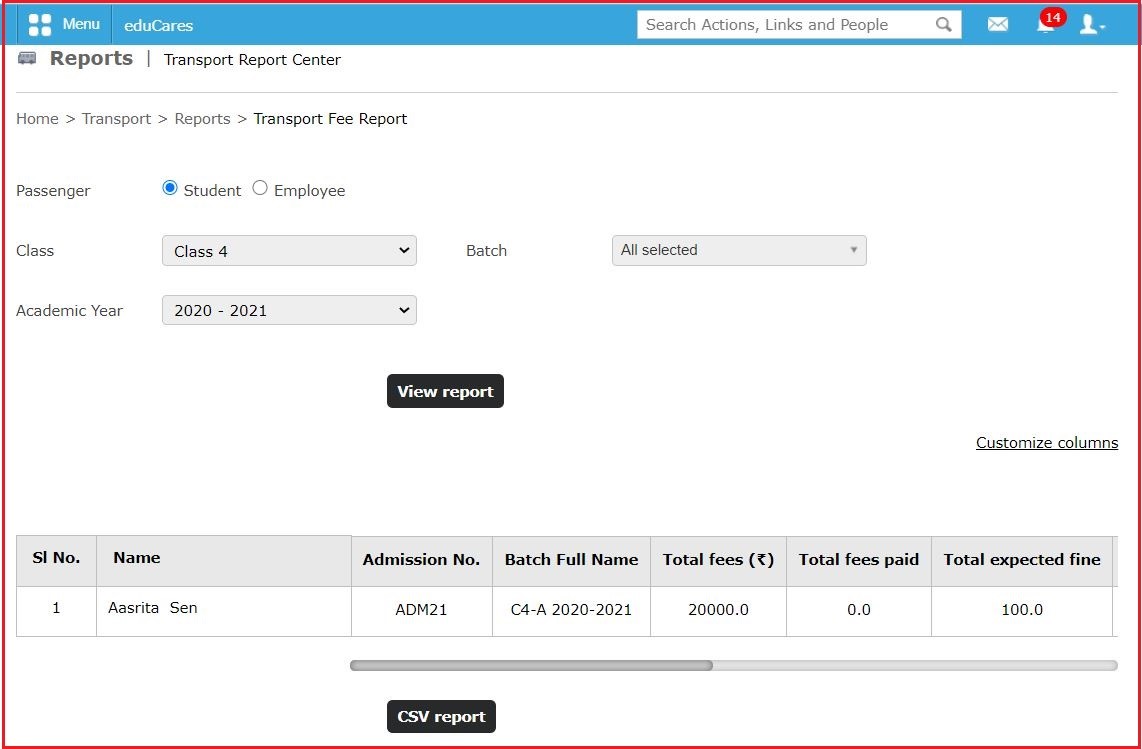 Menu eduCares Search Actions, Links and People 14
Reports | Transport Report Center
Home > Transport > Reports > Transport Fee Report
Passenger Student Employee
Class Class 4 Batch All selected
Academic Year 2020 - 2021
View report
Customize columns
Sl No. Name Admission No. Batch Full Name Total fees (₹) Total fees paid Total expected fine
1 Aasrita Sen ADM21 C4-A 2020-2021 20000.0 0.0 100.0
CSV report